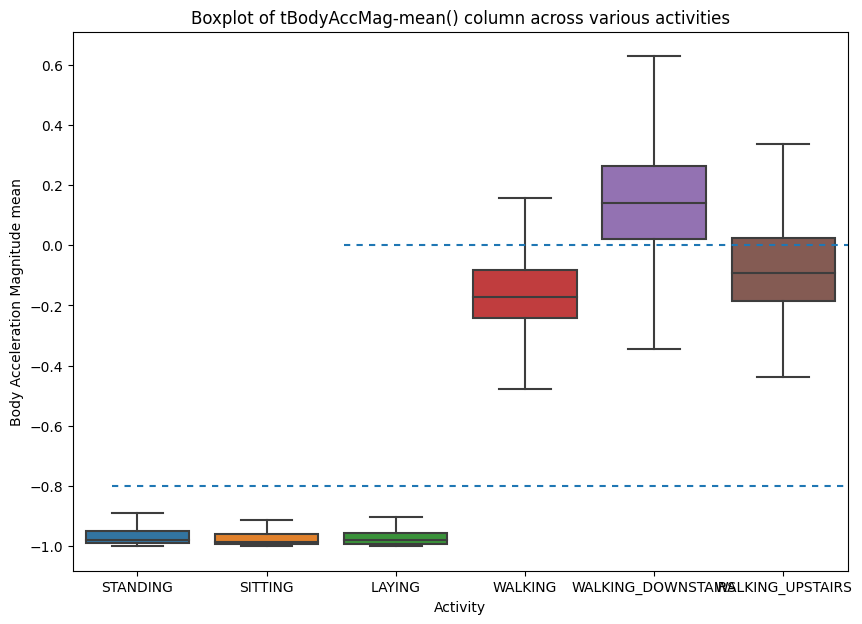 Boxplot of tBodyAccMag-mean() column across various activities
Body Acceleration Magnitude mean
0.6
0.4
0.2
0.0
−0.2
−0.4
−0.6
−0.8
−1.0
STANDING
SITTING
LAYING
WALKING
WALKING_DOWNSTAIRS
WALKING_UPSTAIRS
Activity